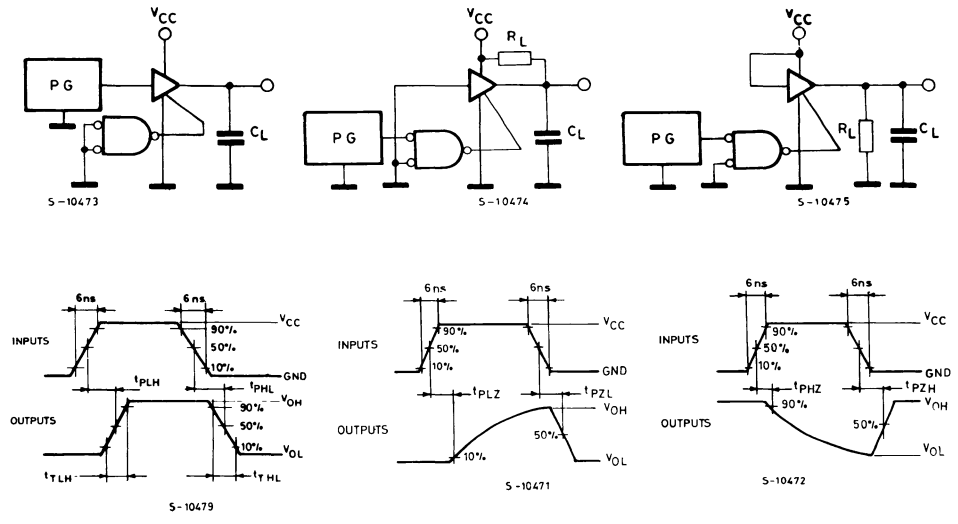 VCC
PG
CL
S-10473
VCC
RL
PG
CL
S-10474
VCC
PG
RL
CL
S-10475
6ns
6ns
VCC
90%
INPUTS
50%
10%
GND
tPLH
tPHL
VOH
90%
OUTPUTS
50%
10%
VOL
tTLH
tTHL
S-10479
6ns
6ns
VCC
90%
INPUTS
50%
10%
GND
tPLZ
tPZL
VOH
OUTPUTS
50%
10%
VOL
S-10471
6ns
6ns
VCC
90%
INPUTS
50%
10%
GND
tPHZ
tPZH
90%
VOH
OUTPUTS
50%
VOL
S-10472